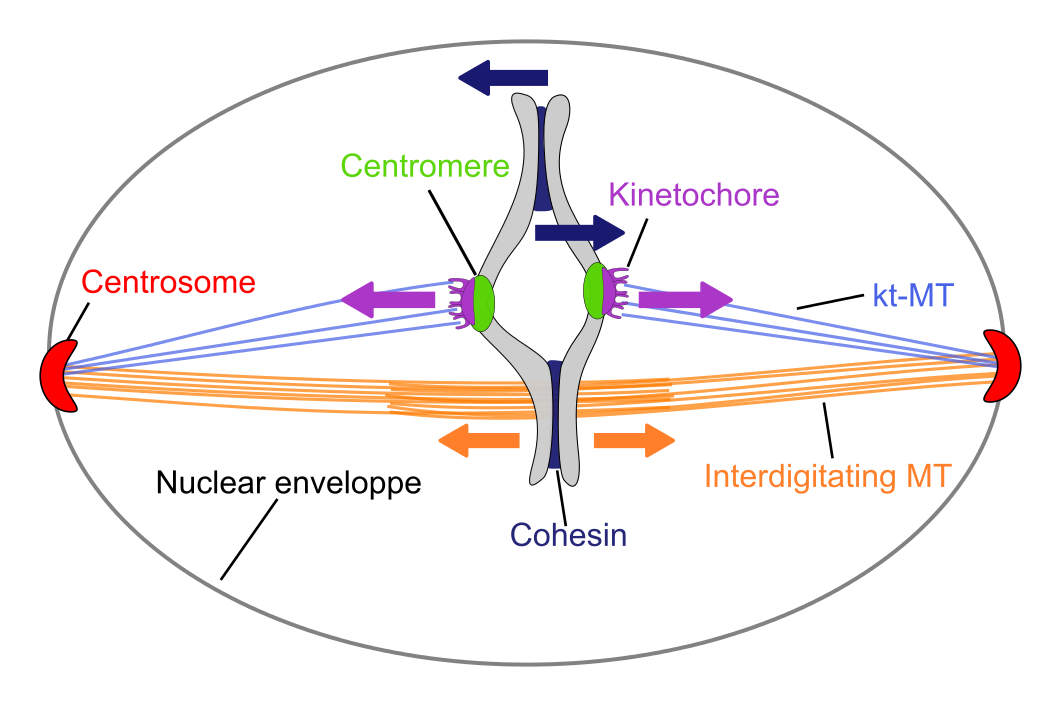 Centromere
Kinetochore
Centrosome
kt-MT
Interdigitating MT
Nuclear enveloppe
Cohesin